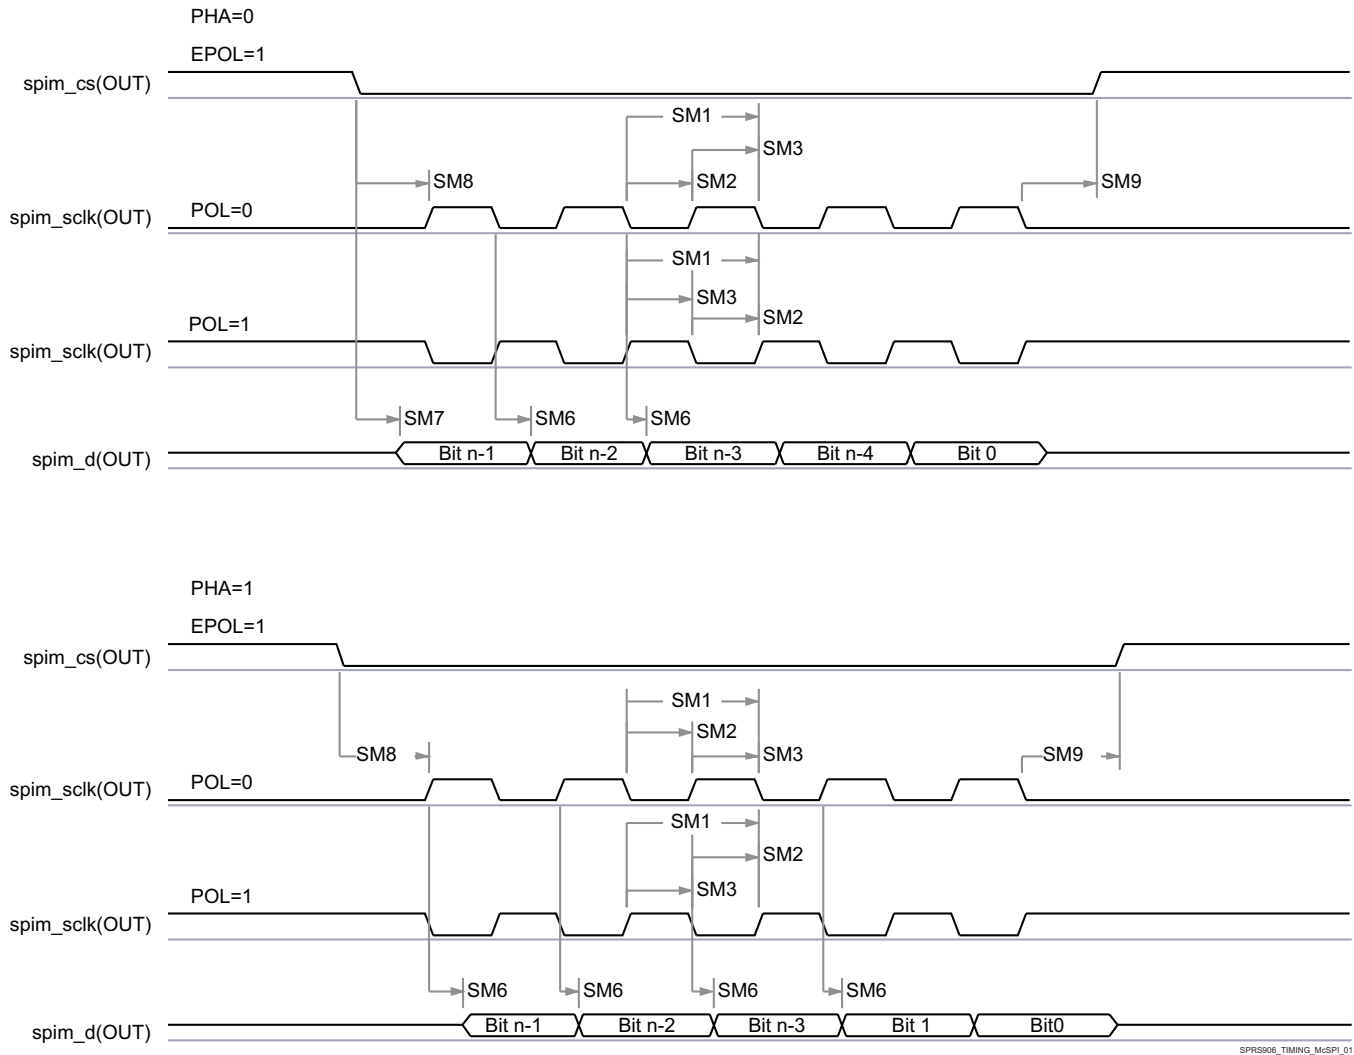 PHA=0
EPOL=1
spim_cs(OUT)
SM1
SM3
SM8
SM2
SM9
POL=0
spim_sclk(OUT)
SM1
SM3
SM2
POL=1
spim_sclk(OUT)
SM7
SM6
SM6
spim_d(OUT)
Bit n-1
Bit n-2
Bit n-3
Bit n-4
Bit 0
PHA=1
EPOL=1
spim_cs(OUT)
SM1
SM2
SM8
SM3
SM9
POL=0
spim_sclk(OUT)
SM1
SM2
SM3
POL=1
spim_sclk(OUT)
SM6
SM6
SM6
SM6
spim_d(OUT)
Bit n-1
Bit n-2
Bit n-3
Bit 1
Bit0
SPRS906_TIMING_McSPI_01